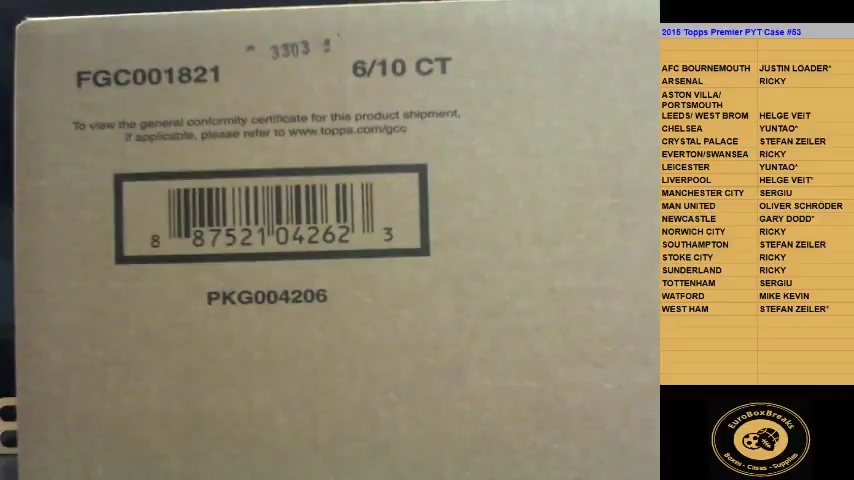 3303
FGC001821
6/10 CT
To view the general conformity certificate for this product shipment,
if applicable, please refer to www.topps.com/gcc
8 87521 04262 3
PKG004206
2015 Topps Premier PYT Case #53
AFC BOURNEMOUTH JUSTIN LOADER*
ARSENAL RICKY
ASTON VILLA/
PORTSMOUTH
LEEDS/ WEST BROM HELGE VEIT
CHELSEA YUNTAO*
CRYSTAL PALACE STEFAN ZEILER
EVERTON/SWANSEA RICKY
LEICESTER YUNTAO*
LIVERPOOL HELGE VEIT*
MANCHESTER CITY SERGIU
MAN UNITED OLIVER SCHRÖDER
NEWCASTLE GARY DODD*
NORWICH CITY RICKY
SOUTHAMPTON STEFAN ZEILER
STOKE CITY RICKY
SUNDERLAND RICKY
TOTTENHAM SERGIU
WATFORD MIKE KEVIN
WEST HAM STEFAN ZEILER*
EuroBoxBreaks
Boxes - Cases - Supplies